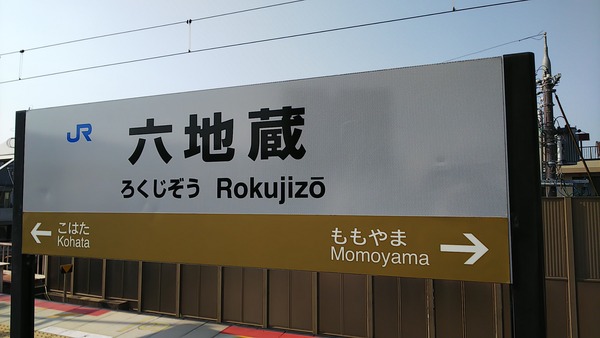 JR 六地蔵
ろくじぞう Rokujizō
← こはた
Kohata
ももやま →
Momoyama